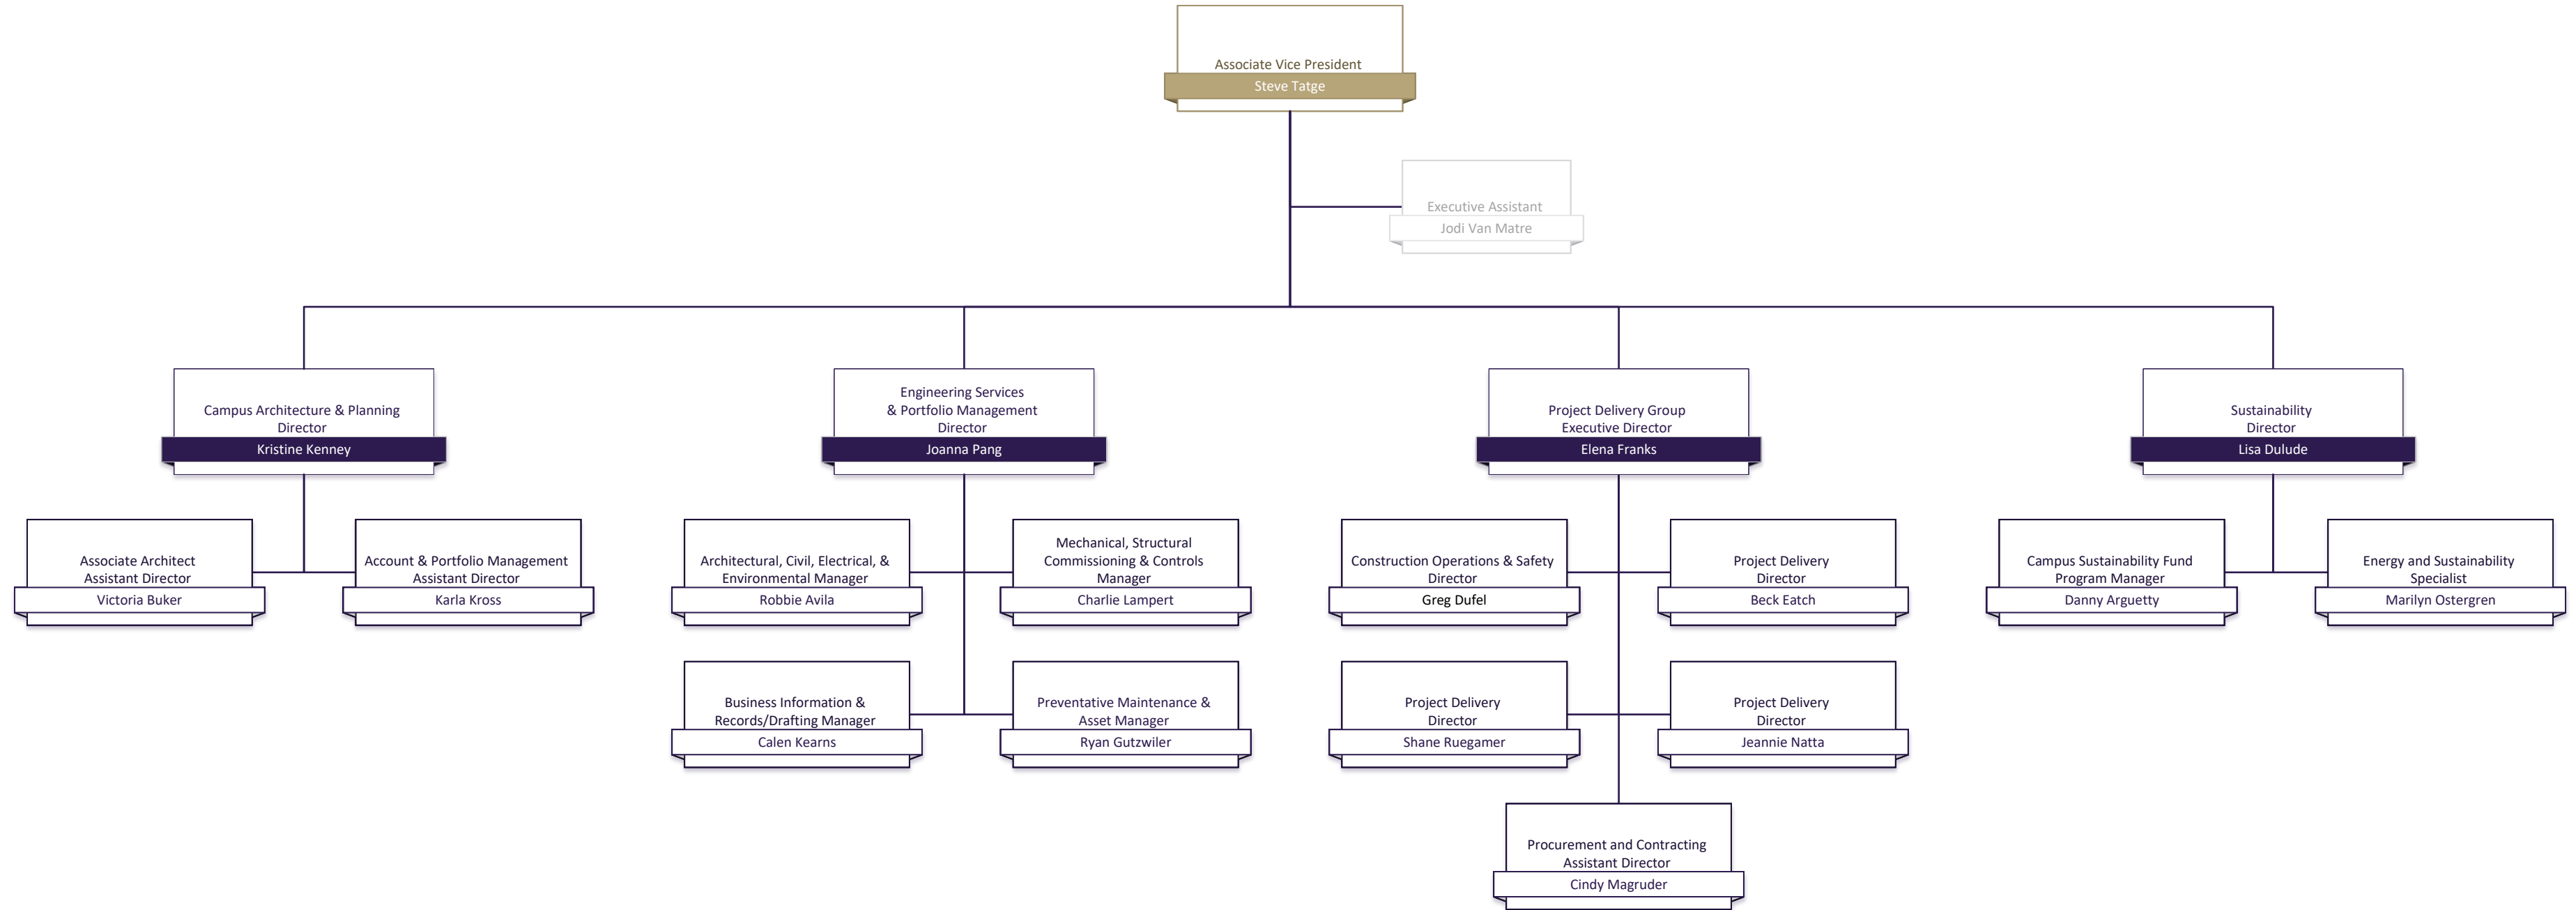 Associate Vice President
Steve Tatge
Executive Assistant
Jodi Van Matre
Campus Architecture & Planning
Director
Kristine Kenney
Engineering Services
& Portfolio Management
Director
Joanna Pang
Project Delivery Group
Executive Director
Elena Franks
Sustainability
Director
Lisa Dulude
Associate Architect
Assistant Director
Victoria Buker
Account & Portfolio Management
Assistant Director
Karla Kross
Architectural, Civil, Electrical, &
Environmental Manager
Robbie Avila
Mechanical, Structural
Commissioning & Controls
Manager
Charlie Lampert
Construction Operations & Safety
Director
Greg Dufel
Project Delivery
Director
Beck Eatch
Campus Sustainability Fund
Program Manager
Danny Arguetty
Energy and Sustainability
Specialist
Marilyn Ostergren
Business Information &
Records/Drafting Manager
Calen Kearns
Preventative Maintenance &
Asset Manager
Ryan Gutzwiler
Project Delivery
Director
Shane Ruegamer
Project Delivery
Director
Jeannie Natta
Procurement and Contracting
Assistant Director
Cindy Magruder